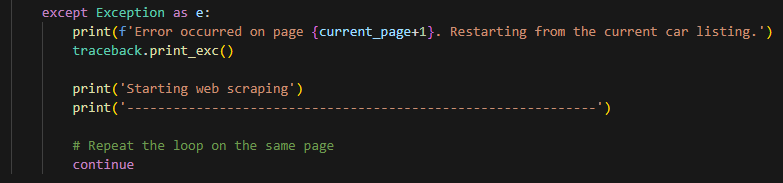 except Exception as e:
print(f'Error occurred on page {current_page+1}. Restarting from the current car listing.')
traceback.print_exc()
print('Starting web scraping')
print('-------------------------------------------------------------')
# Repeat the loop on the same page
continue